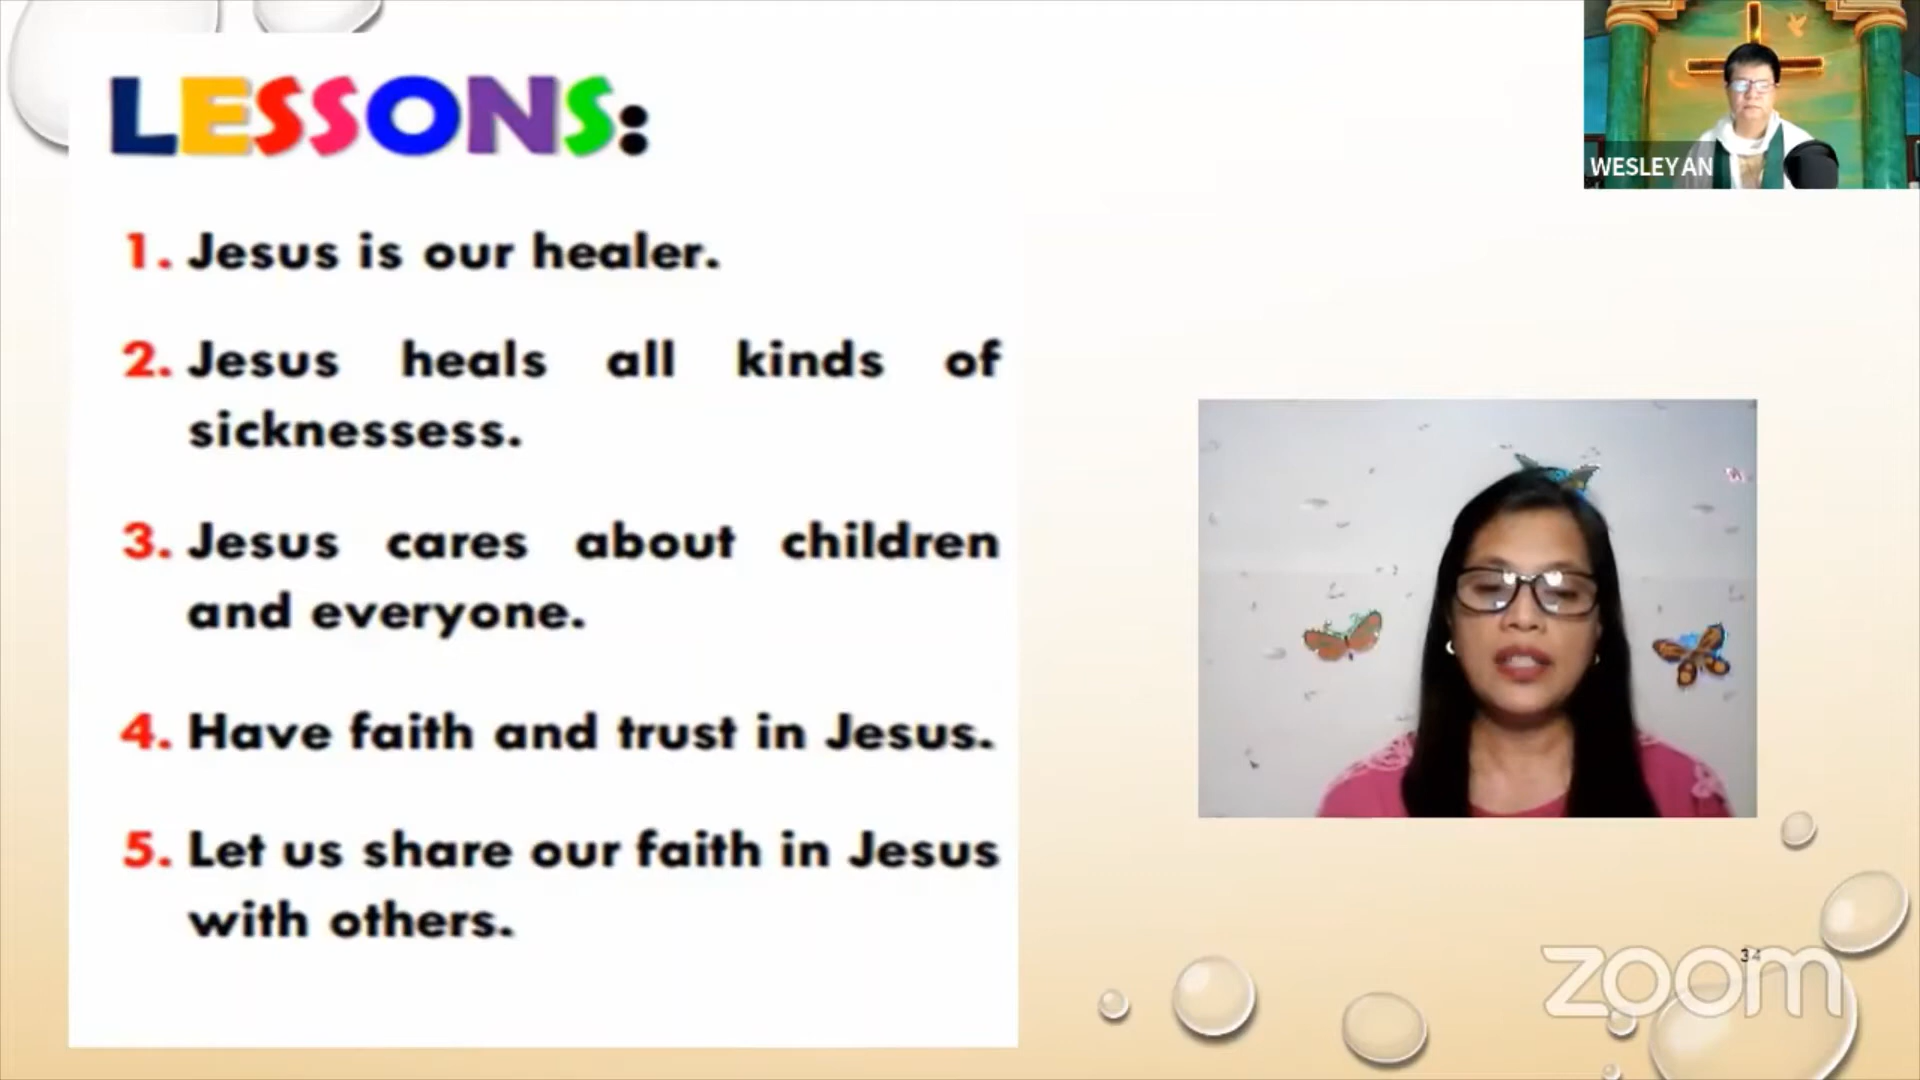 LESSONS:
WESLEYAN
1. Jesus is our healer.
2. Jesus heals all kinds of
sicknessess.
3. Jesus cares about children
and everyone.
4. Have faith and trust in Jesus.
5. Let us share our faith in Jesus
with others.
34
zoom